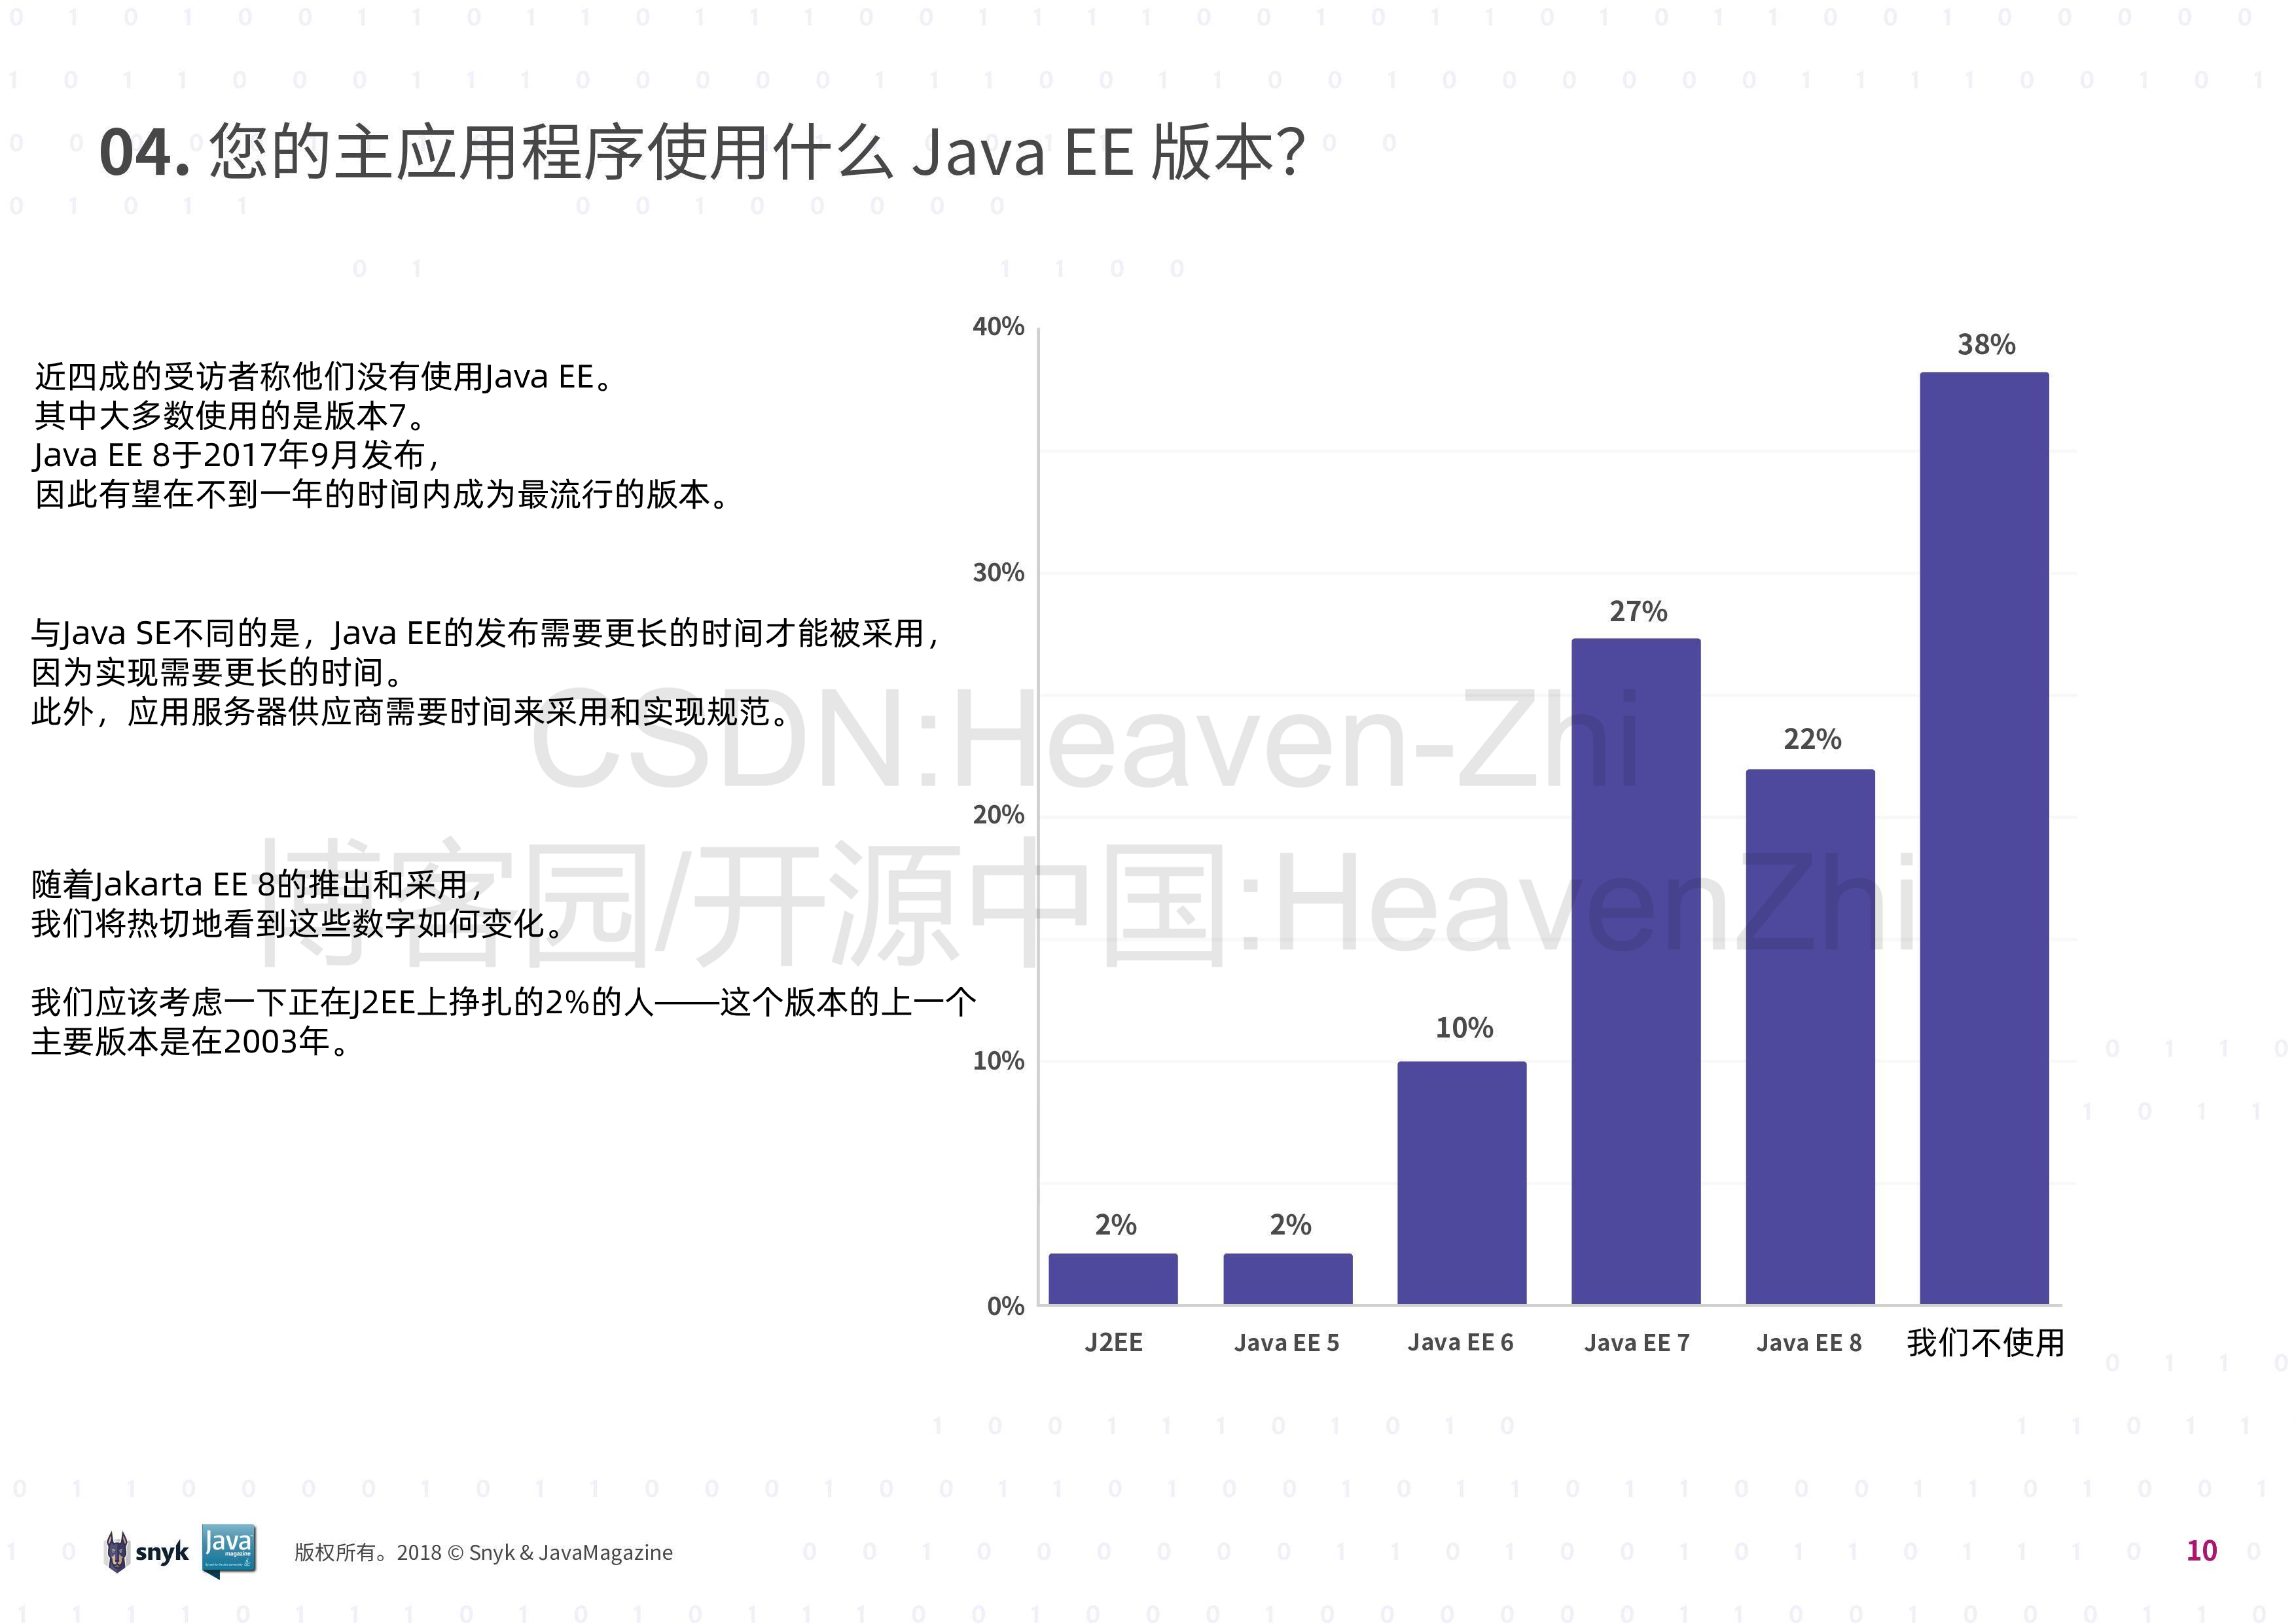 04. 您的主应用程序使用什么 Java EE 版本？
近四成的受访者称他们没有使用Java EE。
其中大多数使用的是版本7。
Java EE 8于2017年9月发布，
因此有望在不到一年的时间内成为最流行的版本。
与Java SE不同的是，Java EE的发布需要更长的时间才能被采用，
因为实现需要更长的时间。
此外，应用服务器供应商需要时间来采用和实现规范。
随着Jakarta EE 8的推出和采用，
我们将热切地看到这些数字如何变化。
我们应该考虑一下正在J2EE上挣扎的2%的人——这个版本的上一个
主要版本是在2003年。
40%
30%
20%
10%
0%
2%
2%
10%
27%
22%
38%
J2EE
Java EE 5
Java EE 6
Java EE 7
Java EE 8
我们不使用
CSDN:Heaven-Zhi
博客园/开源中国:HeavenZhi
snyk
Java
magazine
版权所有。2018 © Snyk & JavaMagazine
10